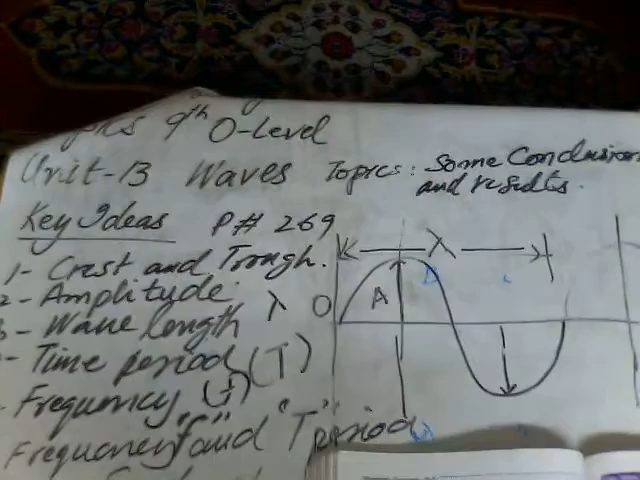 9th O-Level
Unit-13 Waves Topics: Some Conclusion
and results.
Key Ideas P# 269
1- Crest and Trough.
2- Amplitude
- Wave length λ
- Time period (T)
- Frequency (f)
Frequency "f" and "T" period
λ
O
A